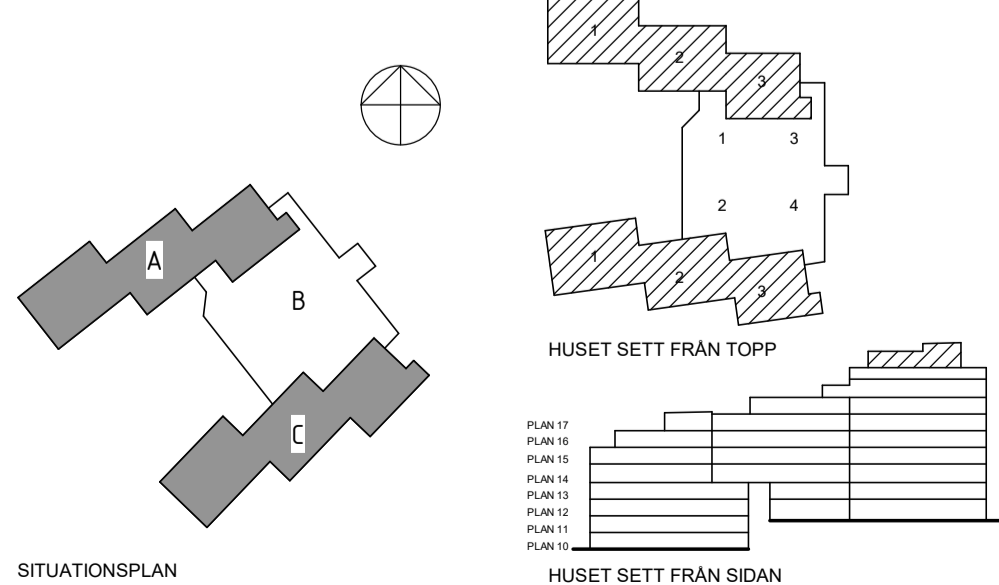 A
B
C
SITUATIONSPLAN
1
2
3
1 3
2 4
1
2
3
HUSET SETT FRÅN TOPP
PLAN 17
PLAN 16
PLAN 15
PLAN 14
PLAN 13
PLAN 12
PLAN 11
PLAN 10
HUSET SETT FRÅN SIDAN